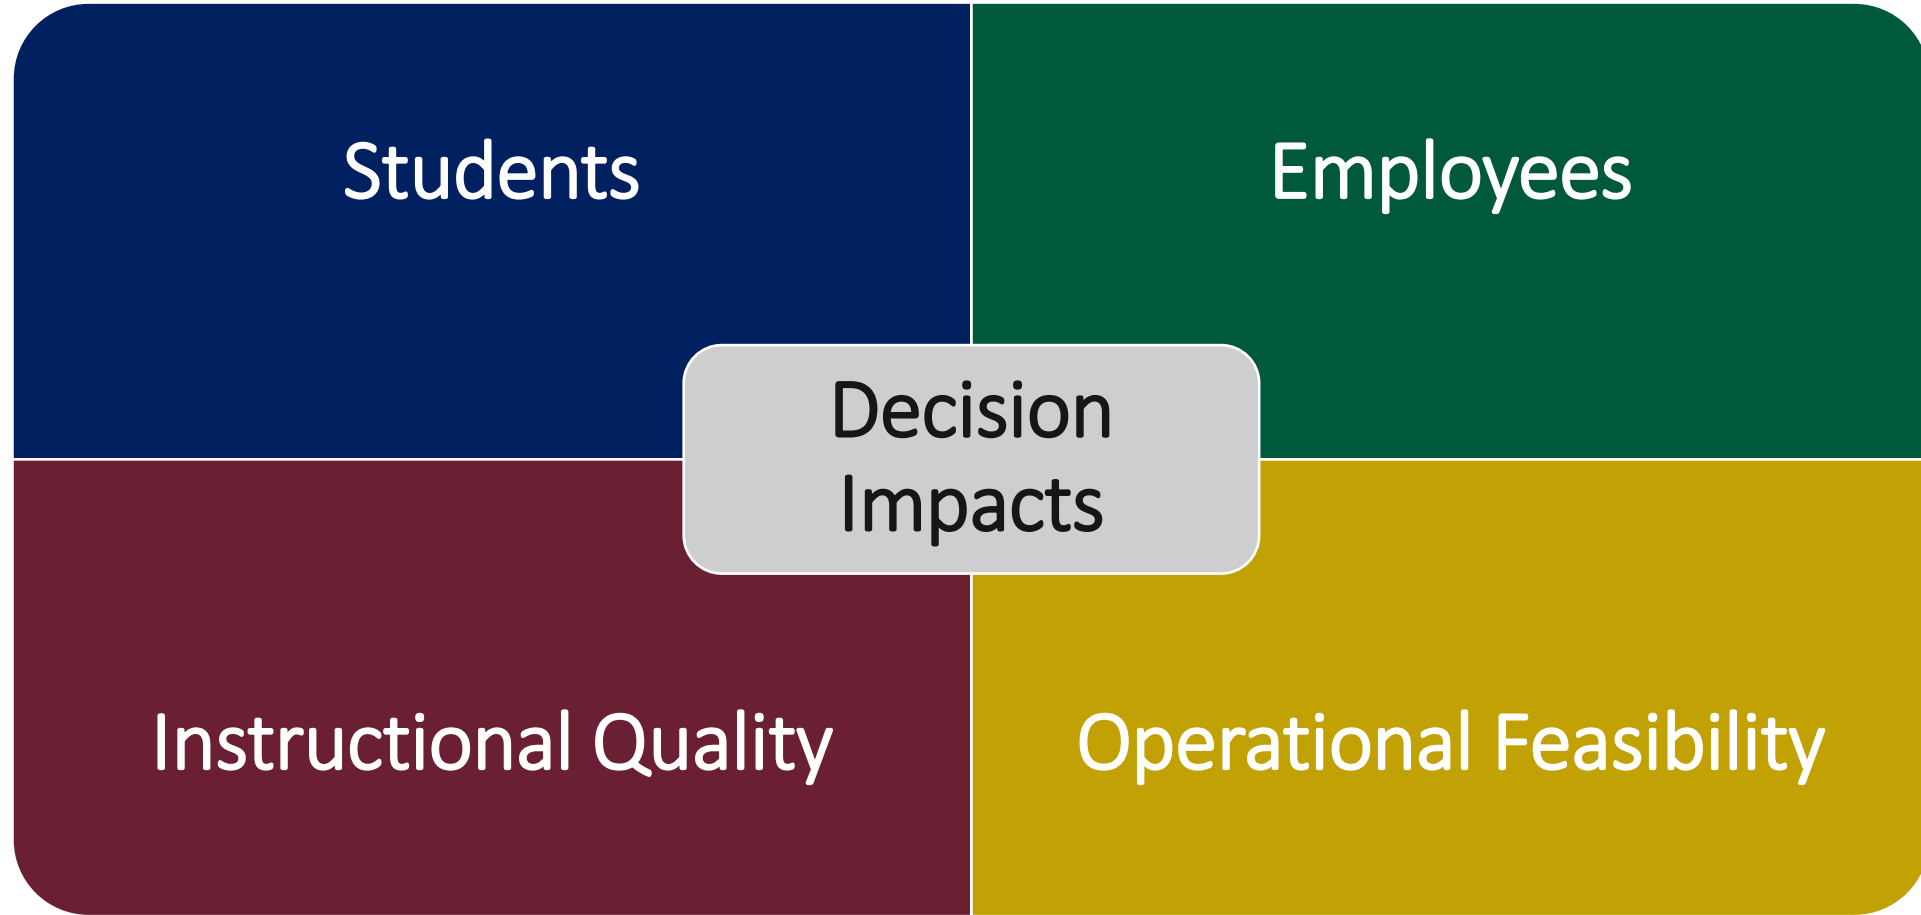 Students
Employees
Decision
Impacts
Instructional Quality
Operational Feasibility